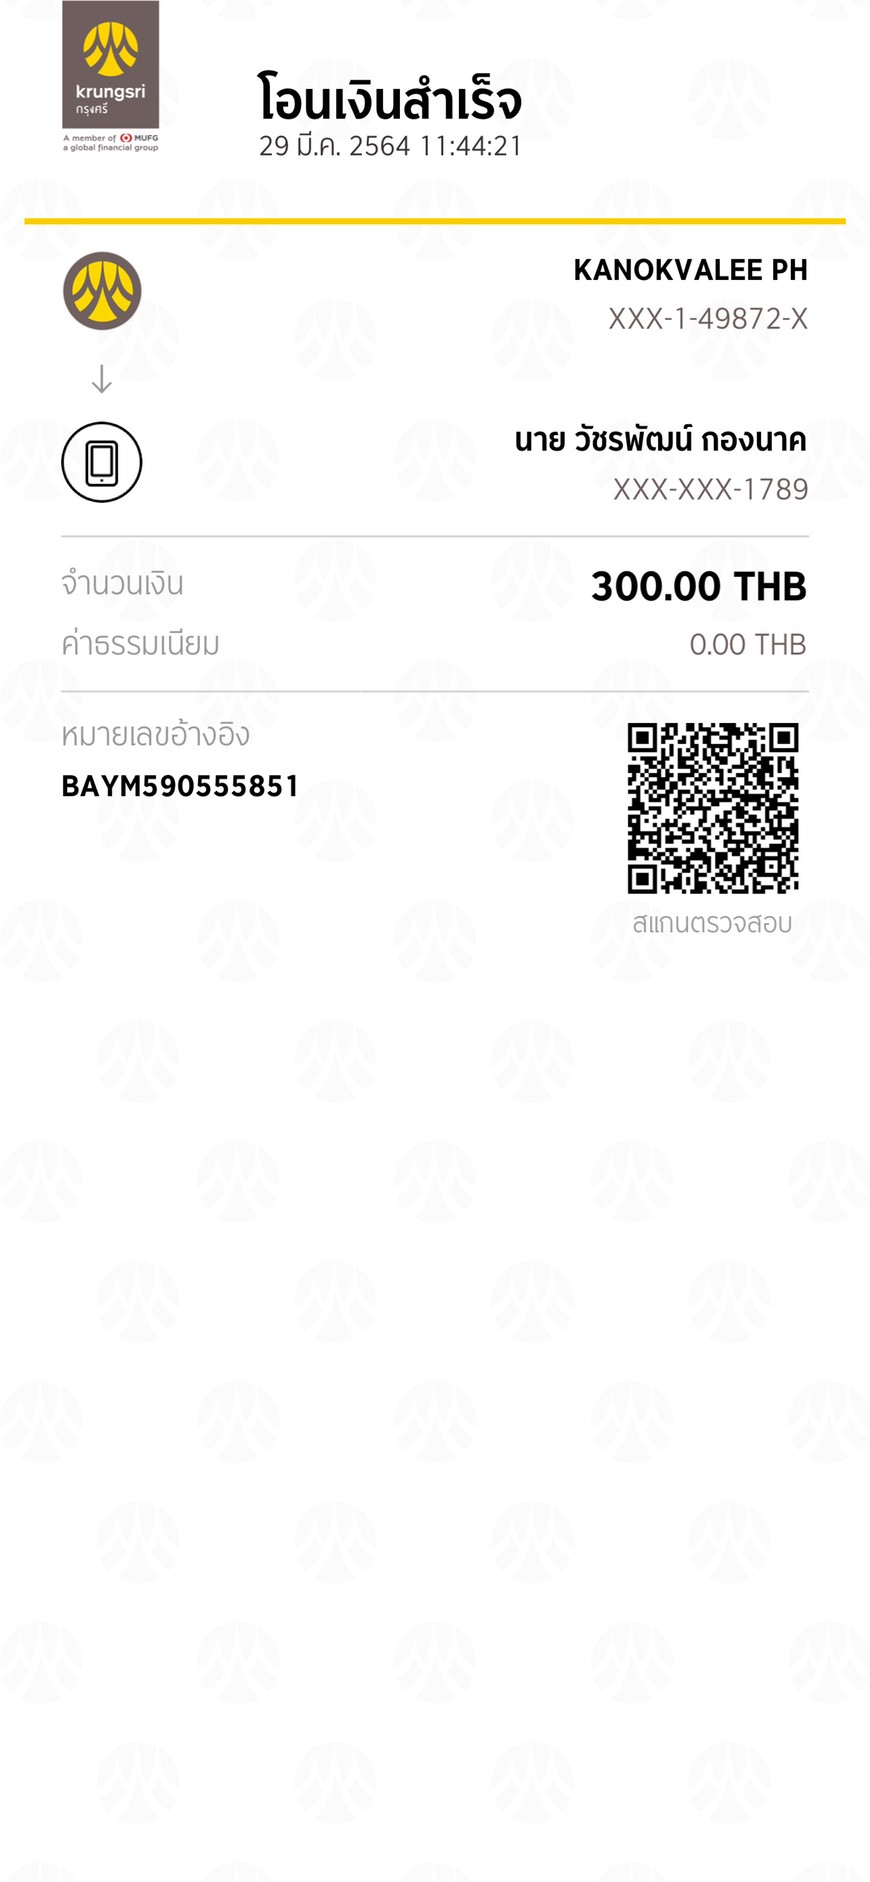 krungsri
กรุงศรี
A member of MUFG
a global financial group
โอนเงินสำเร็จ
29 มี.ค. 2564 11:44:21
KANOKVALEE PH
XXX-1-49872-X
นาย วัชรพัฒน์ กองนาค
XXX-XXX-1789
จำนวนเงิน 300.00 THB
ค่าธรรมเนียม 0.00 THB
หมายเลขอ้างอิง
BAYM590555851
สแกนตรวจสอบ